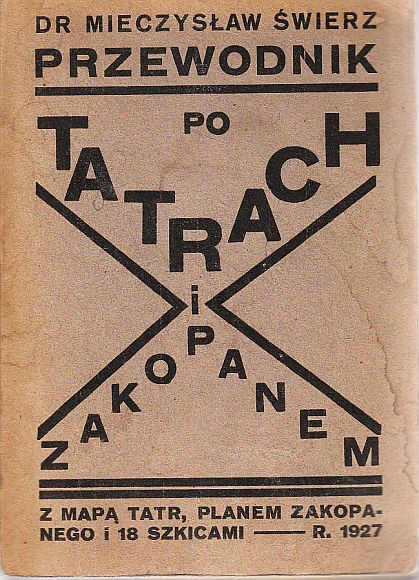 DR MIECZYSŁAW ŚWIERZ
PRZEWODNIK
PO
TATRACH
i
ZAKOPANEM
Z MAPĄ TATR, PLANEM ZAKOPA-
NEGO i 18 SZKICAMI — R. 1927